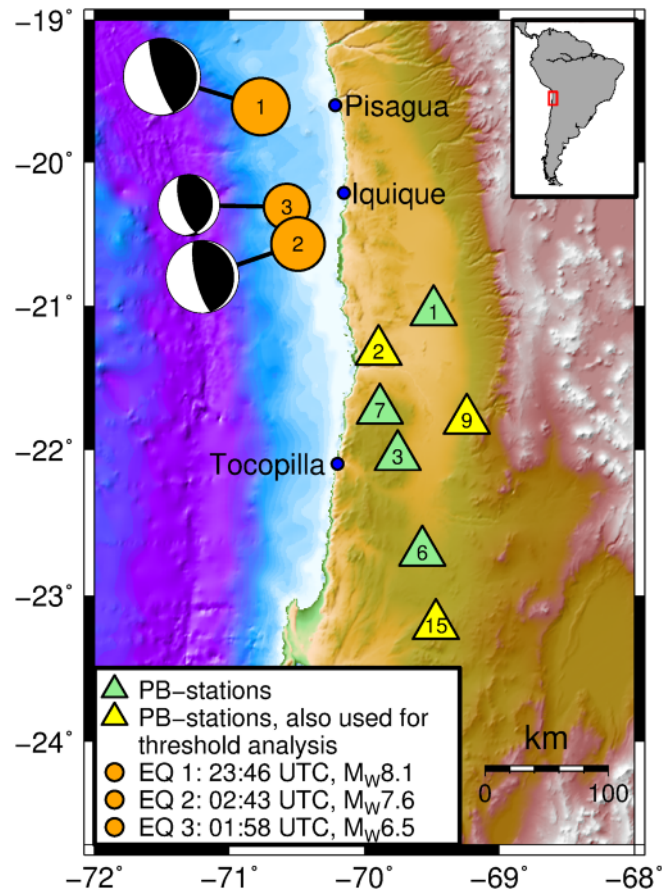 −19°
−20°
−21°
−22°
−23°
−24°
1
Pisagua
Iquique
3
2
1
2
7
9
3
Tocopilla
6
15
PB−stations
PB−stations, also used for
threshold analysis
EQ 1: 23:46 UTC, MW8.1
EQ 2: 02:43 UTC, MW7.6
EQ 3: 01:58 UTC, MW6.5
km
0 100
−72° −71° −70° −69° −68°